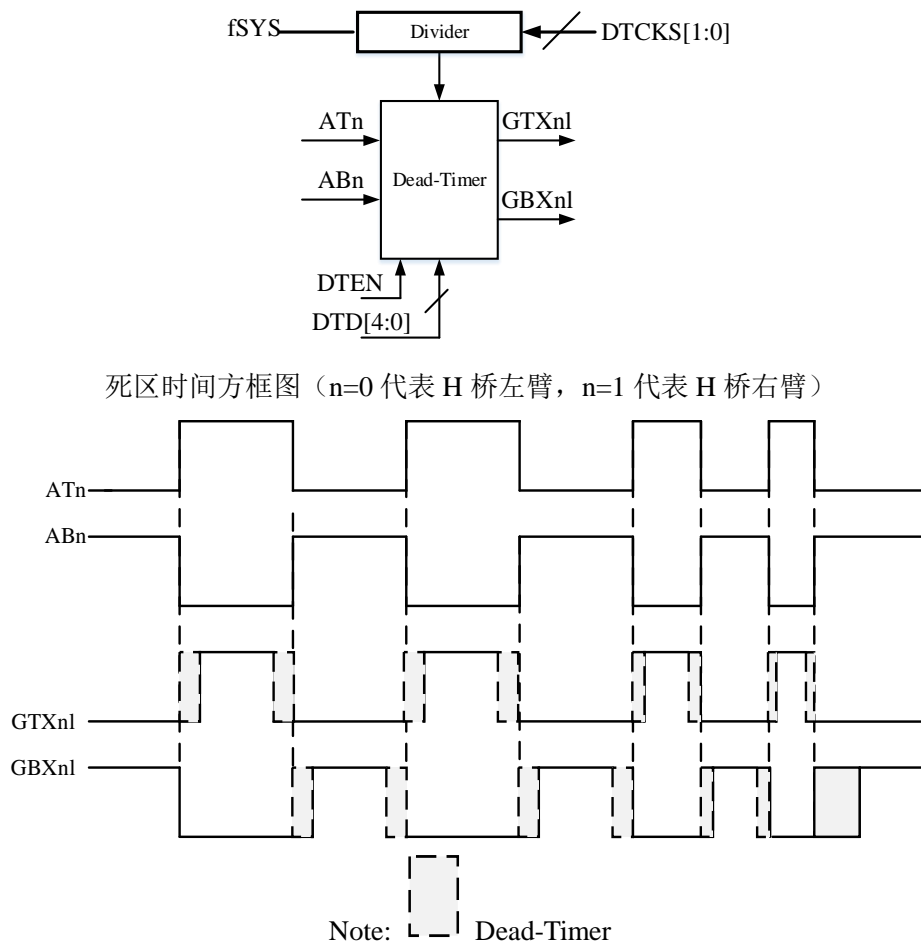 fSYS
Divider
DTCKS[1:0]
ATn
GTXnl
Dead-Timer
ABn
GBXnl
DTEN
DTD[4:0]
死区时间方框图（n=0 代表 H 桥左臂，n=1 代表 H 桥右臂）
ATn
ABn
GTXnl
GBXnl
Note: Dead-Timer